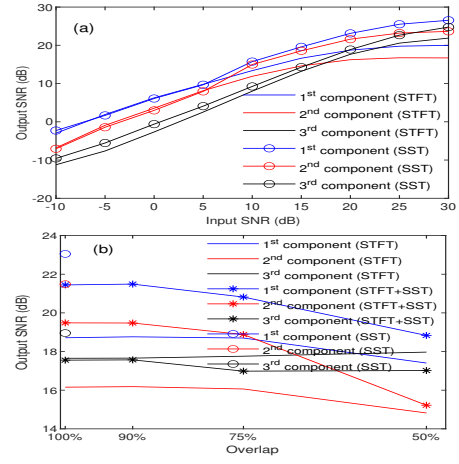 30
(a)
20
10
0
-10
20
Output SNR (dB)
1st component (STFT)
2nd component (STFT)
3rd component (STFT)
1st component (SST)
2nd component (SST)
3rd component (SST)
-10 -5 0 5 10 15 20 25 30
Input SNR (dB)
24
(b)
22
20
18
16
14
Output SNR (dB)
1st component (STFT)
2nd component (STFT)
3rd component (STFT)
1st component (STFT+SST)
2nd component (STFT+SST)
3rd component (STFT+SST)
1st component (SST)
2nd component (SST)
3rd component (SST)
100% 90% 75% 50%
Overlap